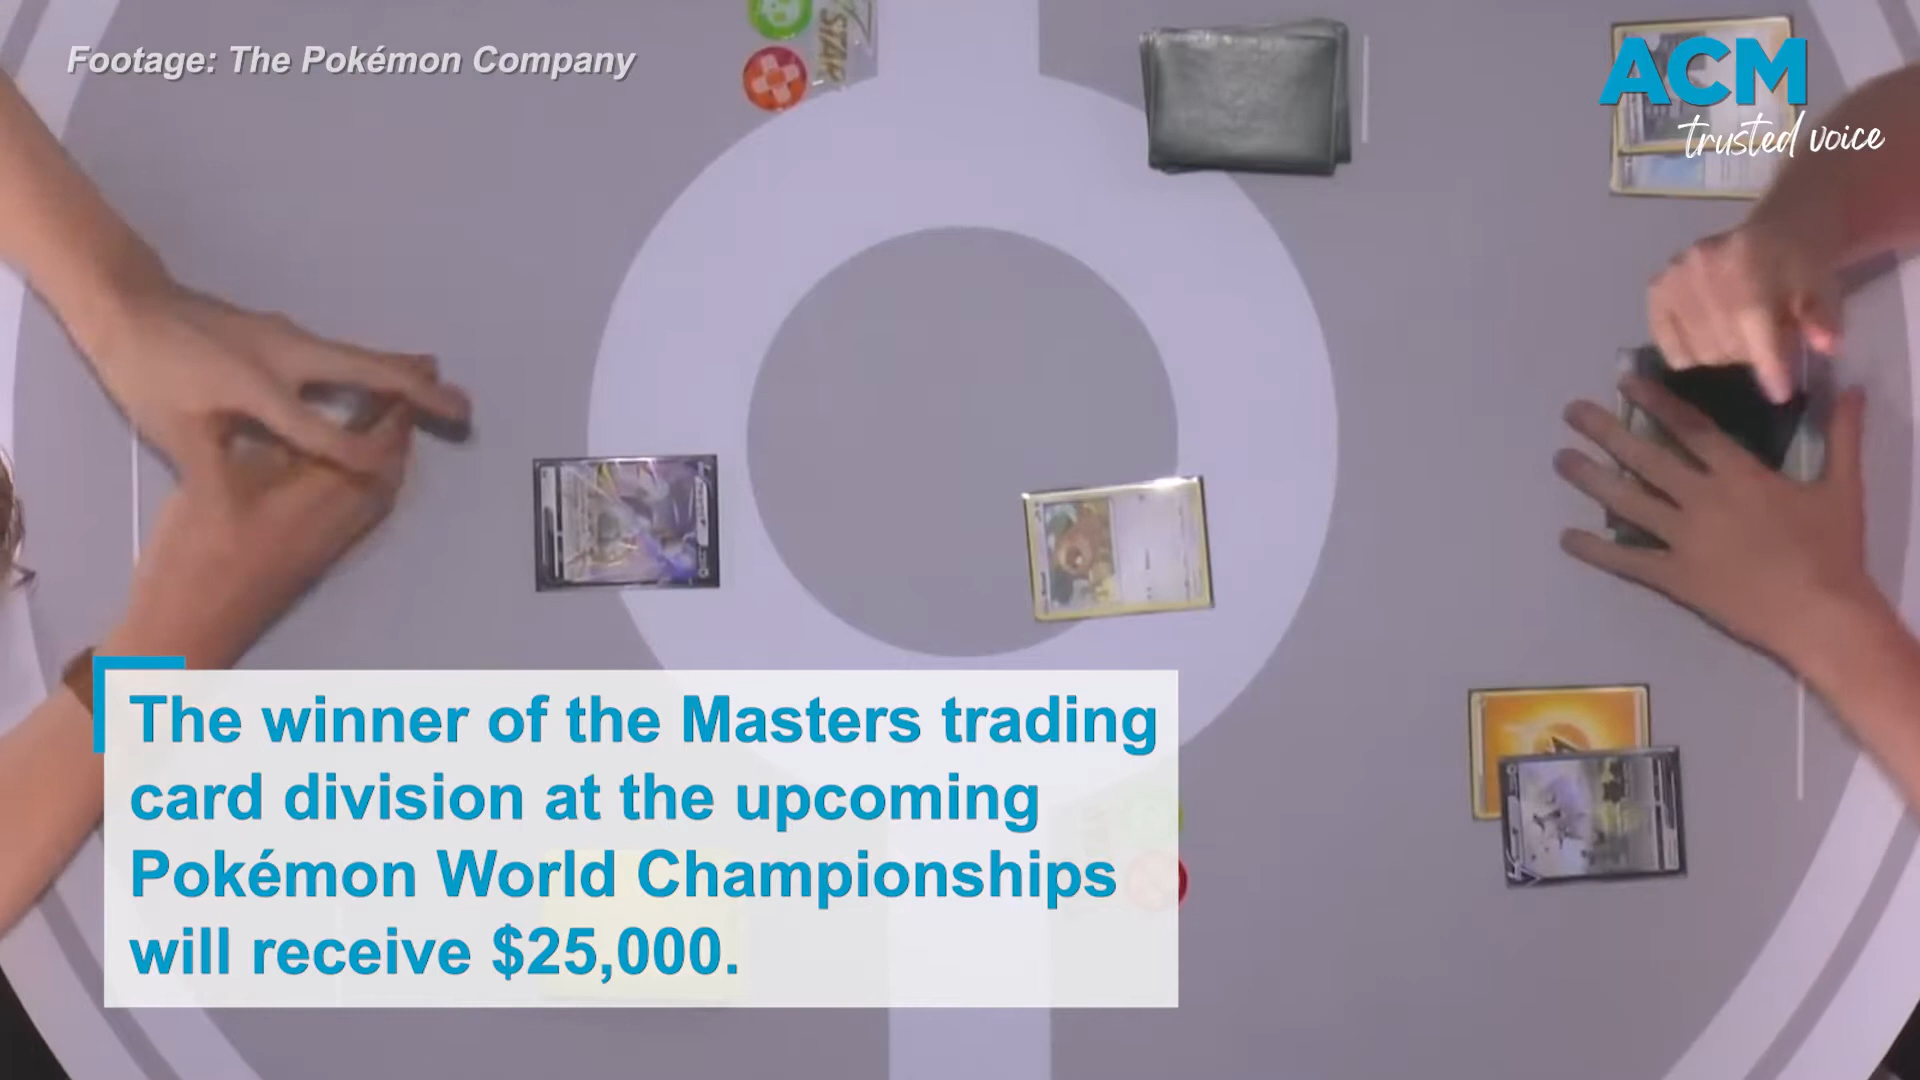 Footage: The Pokémon Company
STAR
ACM
trusted voice
The winner of the Masters trading
card division at the upcoming
Pokémon World Championships
will receive $25,000.